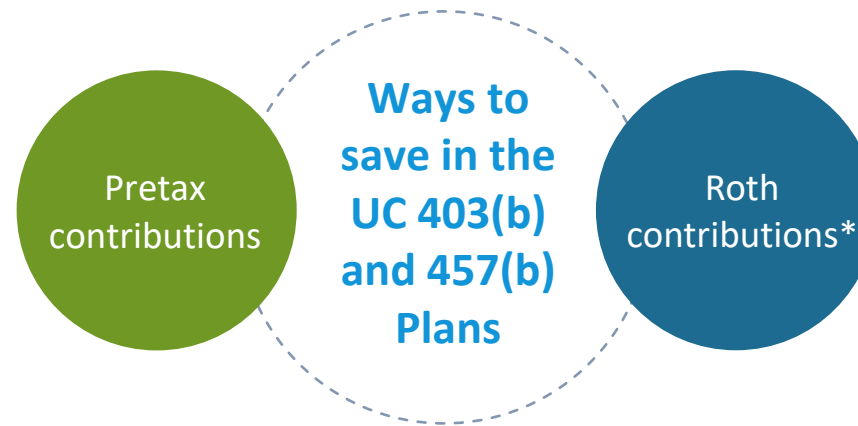 Pretax
contributions
Ways to
save in the
UC 403(b)
and 457(b)
Plans
Roth
contributions*